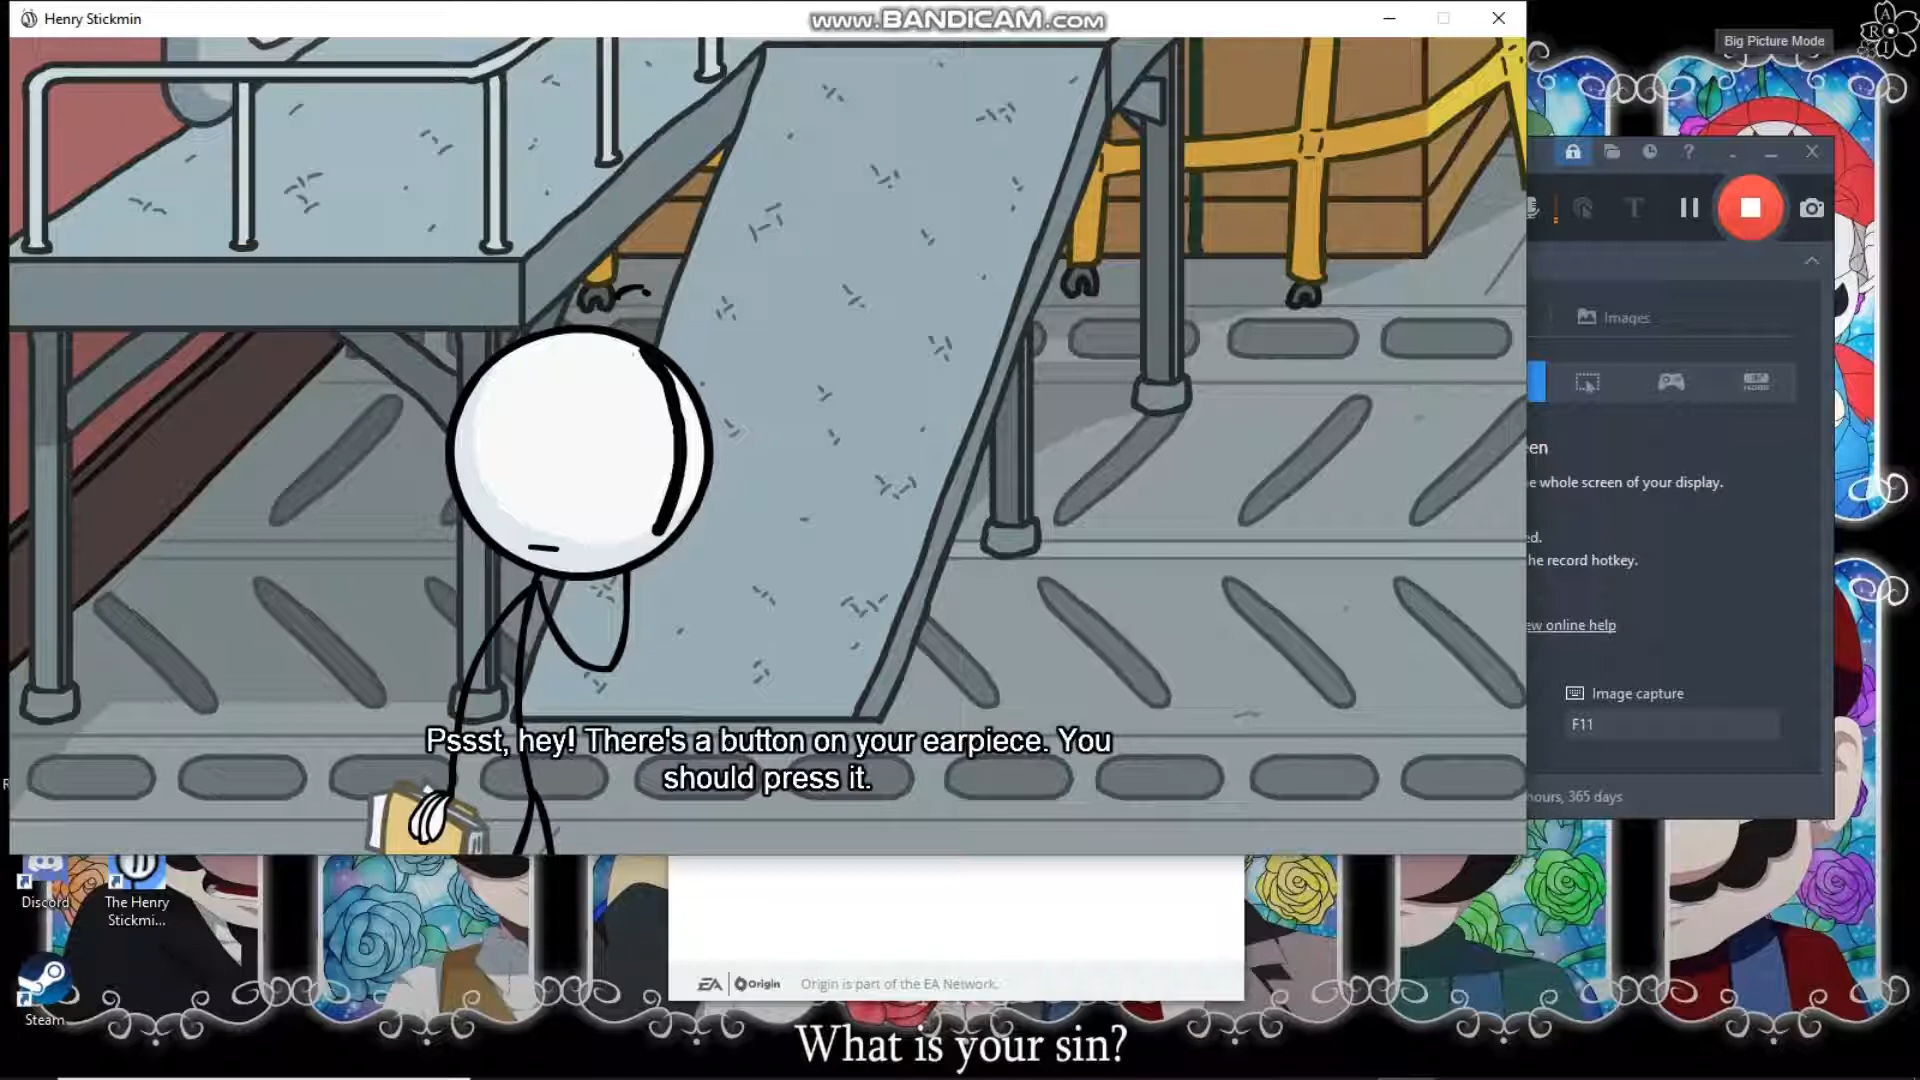 Henry Stickmin
www.BANDICAM.com
Big Picture Mode
Images
en
e whole screen of your display.
ed.
he record hotkey.
ew online help
Image capture
F11
hours, 365 days
Pssst, hey! There's a button on your earpiece. You
should press it.
Discord
The Henry
Stickmi...
Steam
EA
Origin
Origin is part of the EA Network.
What is your sin?